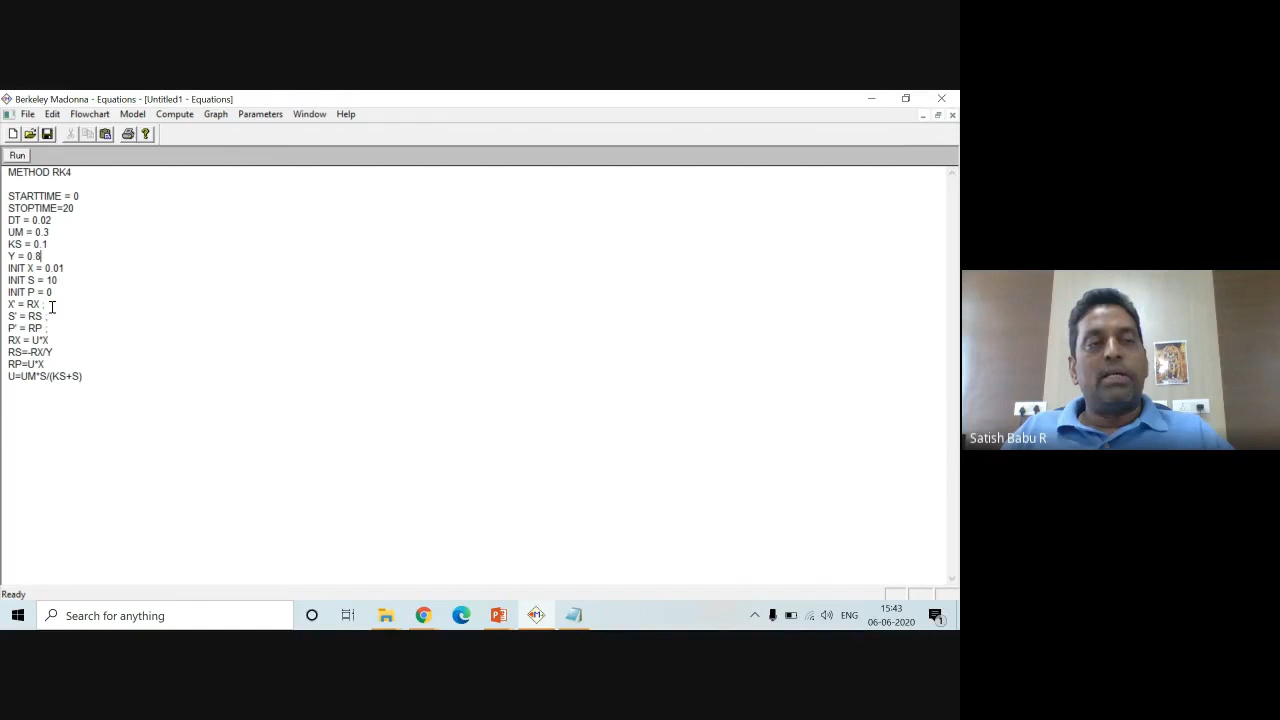 Berkeley Madonna - Equations - [Untitled1 - Equations]
File Edit Flowchart Model Compute Graph Parameters Window Help
Run
METHOD RK4
STARTTIME = 0
STOPTIME=20
DT = 0.02
UM = 0.3
KS = 0.1
Y = 0.8
INIT X = 0.01
INIT S = 10
INIT P = 0
X' = RX ;
S' = RS ;
P' = RP ;
RX = U*X
RS=-RX/Y
RP=U*X
U=UM*S/(KS+S)
Satish Babu R
Ready
Search for anything
ENG
15:43
06-06-2020
1